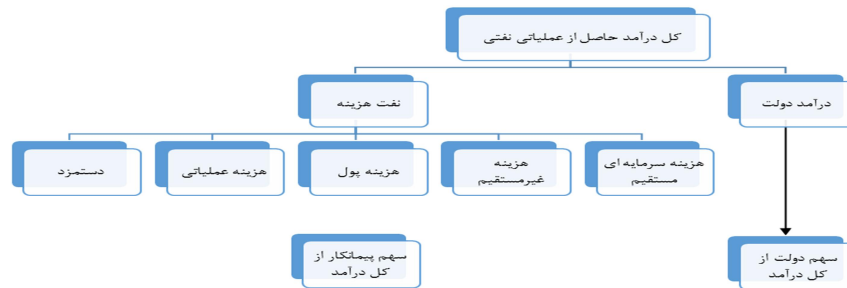 کل درآمد حاصل از عملیاتی نفتی
درآمد دولت
نفت هزینه
هزینه سرمایه ای
مستقیم
هزینه
غیرمستقیم
هزینه پول
هزینه عملیاتی
دستمزد
سهم دولت از
کل درآمد
سهم پیمانکار از
کل درآمد